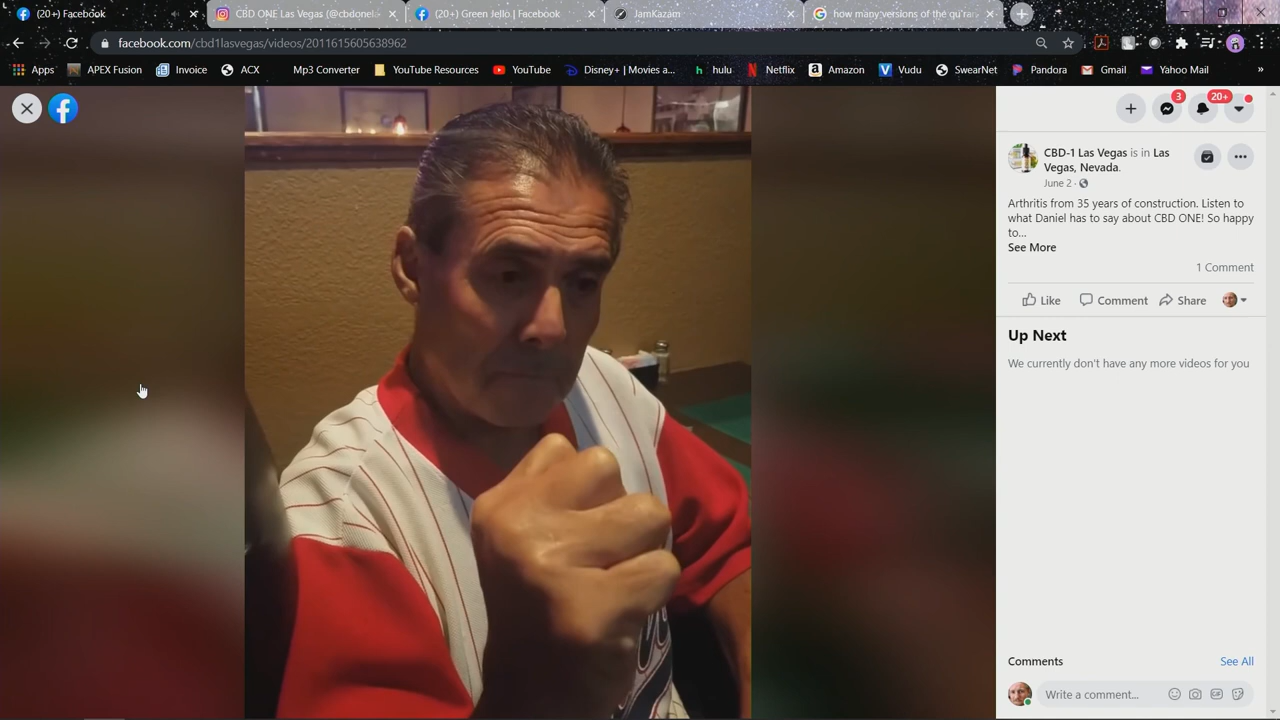 (20+) Facebook
CBD ONE Las Vegas (@cbdonel
(20+) Green Jello | Facebook
JamKazam
how many versions of the qu'ran
facebook.com/cbd1lasvegas/videos/2011615605638962
Apps
APEX Fusion
Invoice
ACX
Mp3 Converter
YouTube Resources
YouTube
Disney+ | Movies a...
hulu
Netflix
Amazon
Vudu
SwearNet
Pandora
Gmail
Yahoo Mail
»
3
20+
CBD-1 Las Vegas is in Las
Vegas, Nevada.
June 2 ·
Arthritis from 35 years of construction. Listen to
what Daniel has to say about CBD ONE! So happy
to...
See More
1 Comment
Like
Comment
Share
Up Next
We currently don't have any more videos for you
Comments
See All
Write a comment...
GIF